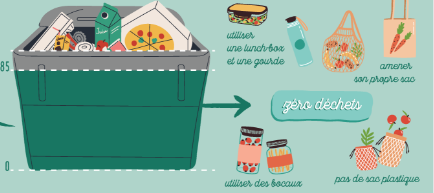 85
0
utiliser
une lunch-box
et une gourde
amener
son propre sac
zéro déchets
utiliser des bocaux
pas de sac plastique